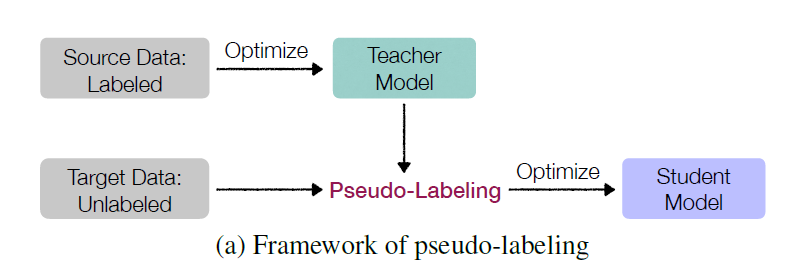 Source Data:
Labeled
Optimize
Teacher
Model
Target Data:
Unlabeled
Pseudo-Labeling
Optimize
Student
Model
(a) Framework of pseudo-labeling